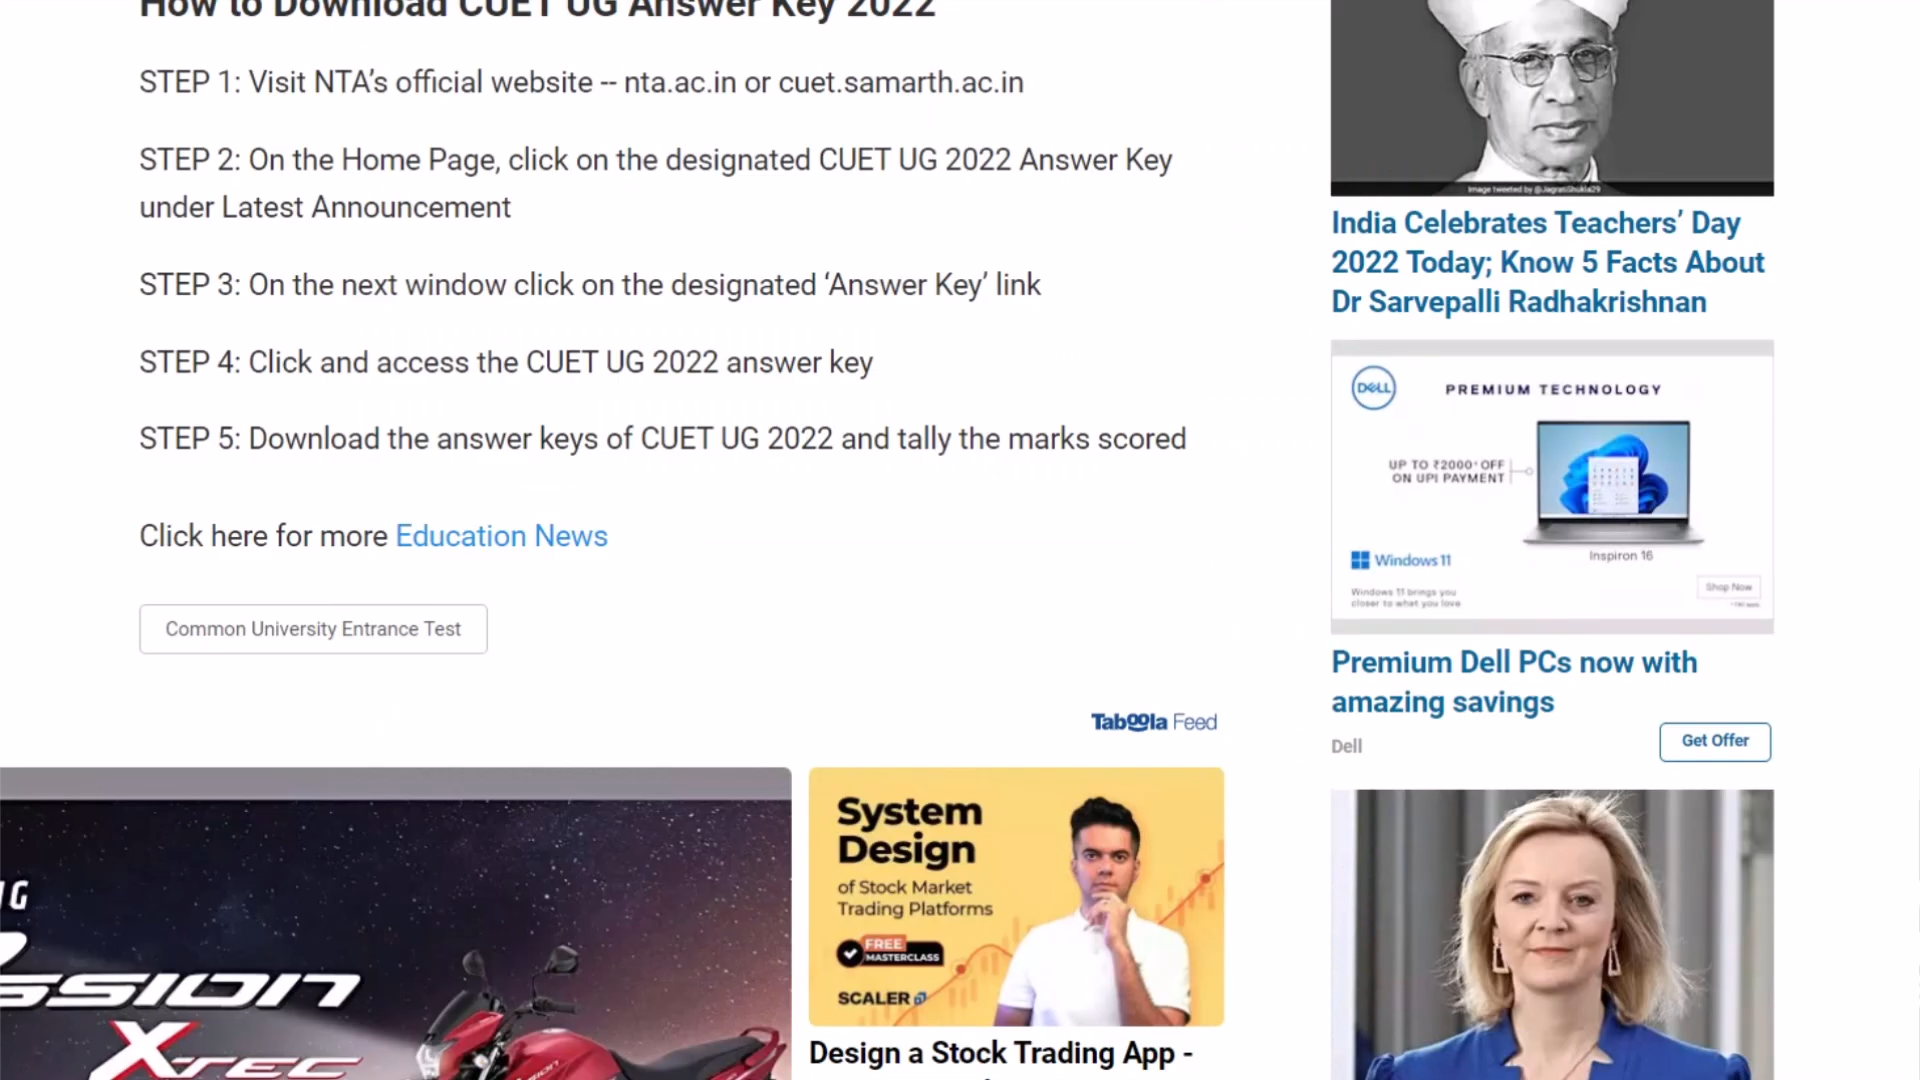 How to Download CUET UG Answer Key 2022
STEP 1: Visit NTA’s official website -- nta.ac.in or cuet.samarth.ac.in
STEP 2: On the Home Page, click on the designated CUET UG 2022 Answer Key
under Latest Announcement
STEP 3: On the next window click on the designated ‘Answer Key’ link
STEP 4: Click and access the CUET UG 2022 answer key
STEP 5: Download the answer keys of CUET UG 2022 and tally the marks scored
Click here for more Education News
Common University Entrance Test
Taboola Feed
SSION
XTEC
System
Design
of Stock Market
Trading Platforms
FREE
MASTERCLASS
SCALER
Design a Stock Trading App -
Image tweeted by @JagratiShukla29
India Celebrates Teachers’ Day
2022 Today; Know 5 Facts About
Dr Sarvepalli Radhakrishnan
DELL
PREMIUM TECHNOLOGY
UP TO ₹2000* OFF
ON UPI PAYMENT
Inspiron 16
Windows 11
Shop Now
Windows 11 brings you
closer to what you love
Premium Dell PCs now with
amazing savings
Dell
Get Offer